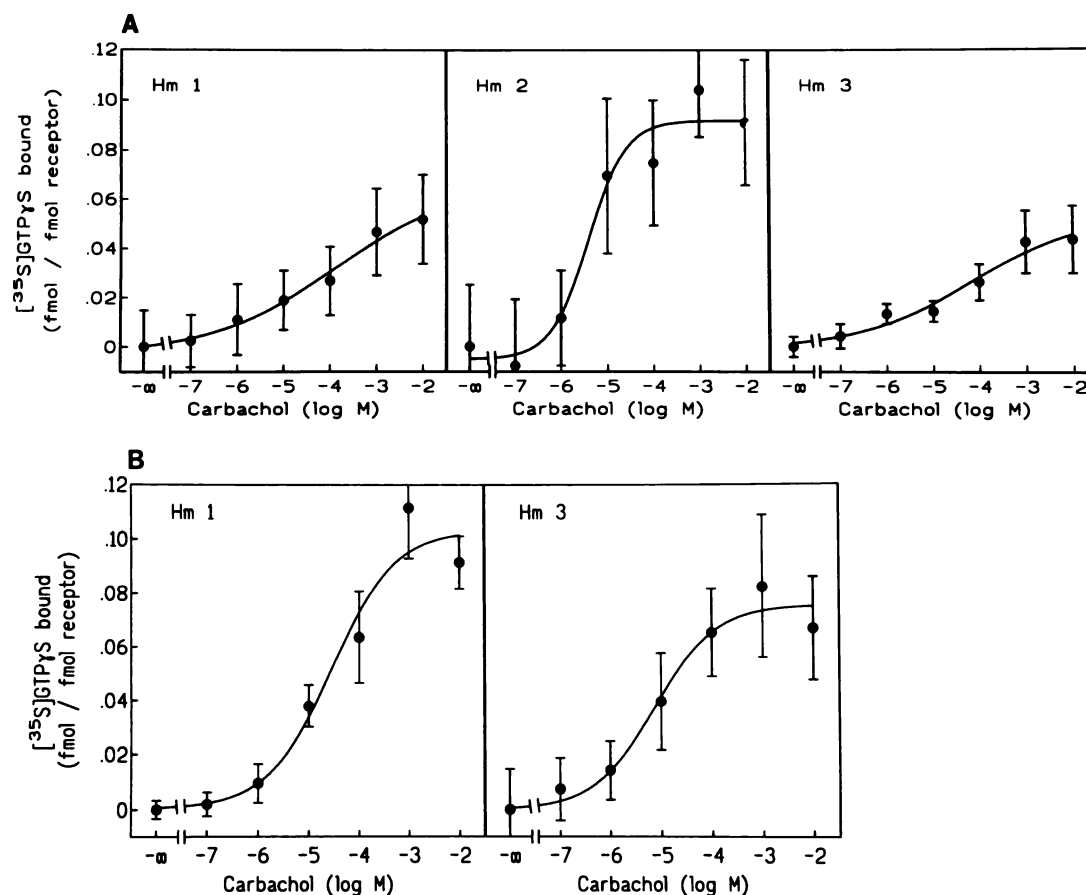 A
[³⁵S]GTPγS bound
(fmol / fmol receptor)
.12
.10
.08
.06
.04
.02
0
Hm 1
Hm 2
Hm 3
-∞ -7 -6 -5 -4 -3 -2
-∞ -7 -6 -5 -4 -3 -2
-∞ -7 -6 -5 -4 -3 -2
Carbachol (log M)
Carbachol (log M)
Carbachol (log M)
B
[³⁵S]GTPγS bound
(fmol / fmol receptor)
.12
.10
.08
.06
.04
.02
0
Hm 1
Hm 3
-∞ -7 -6 -5 -4 -3 -2
-∞ -7 -6 -5 -4 -3 -2
Carbachol (log M)
Carbachol (log M)